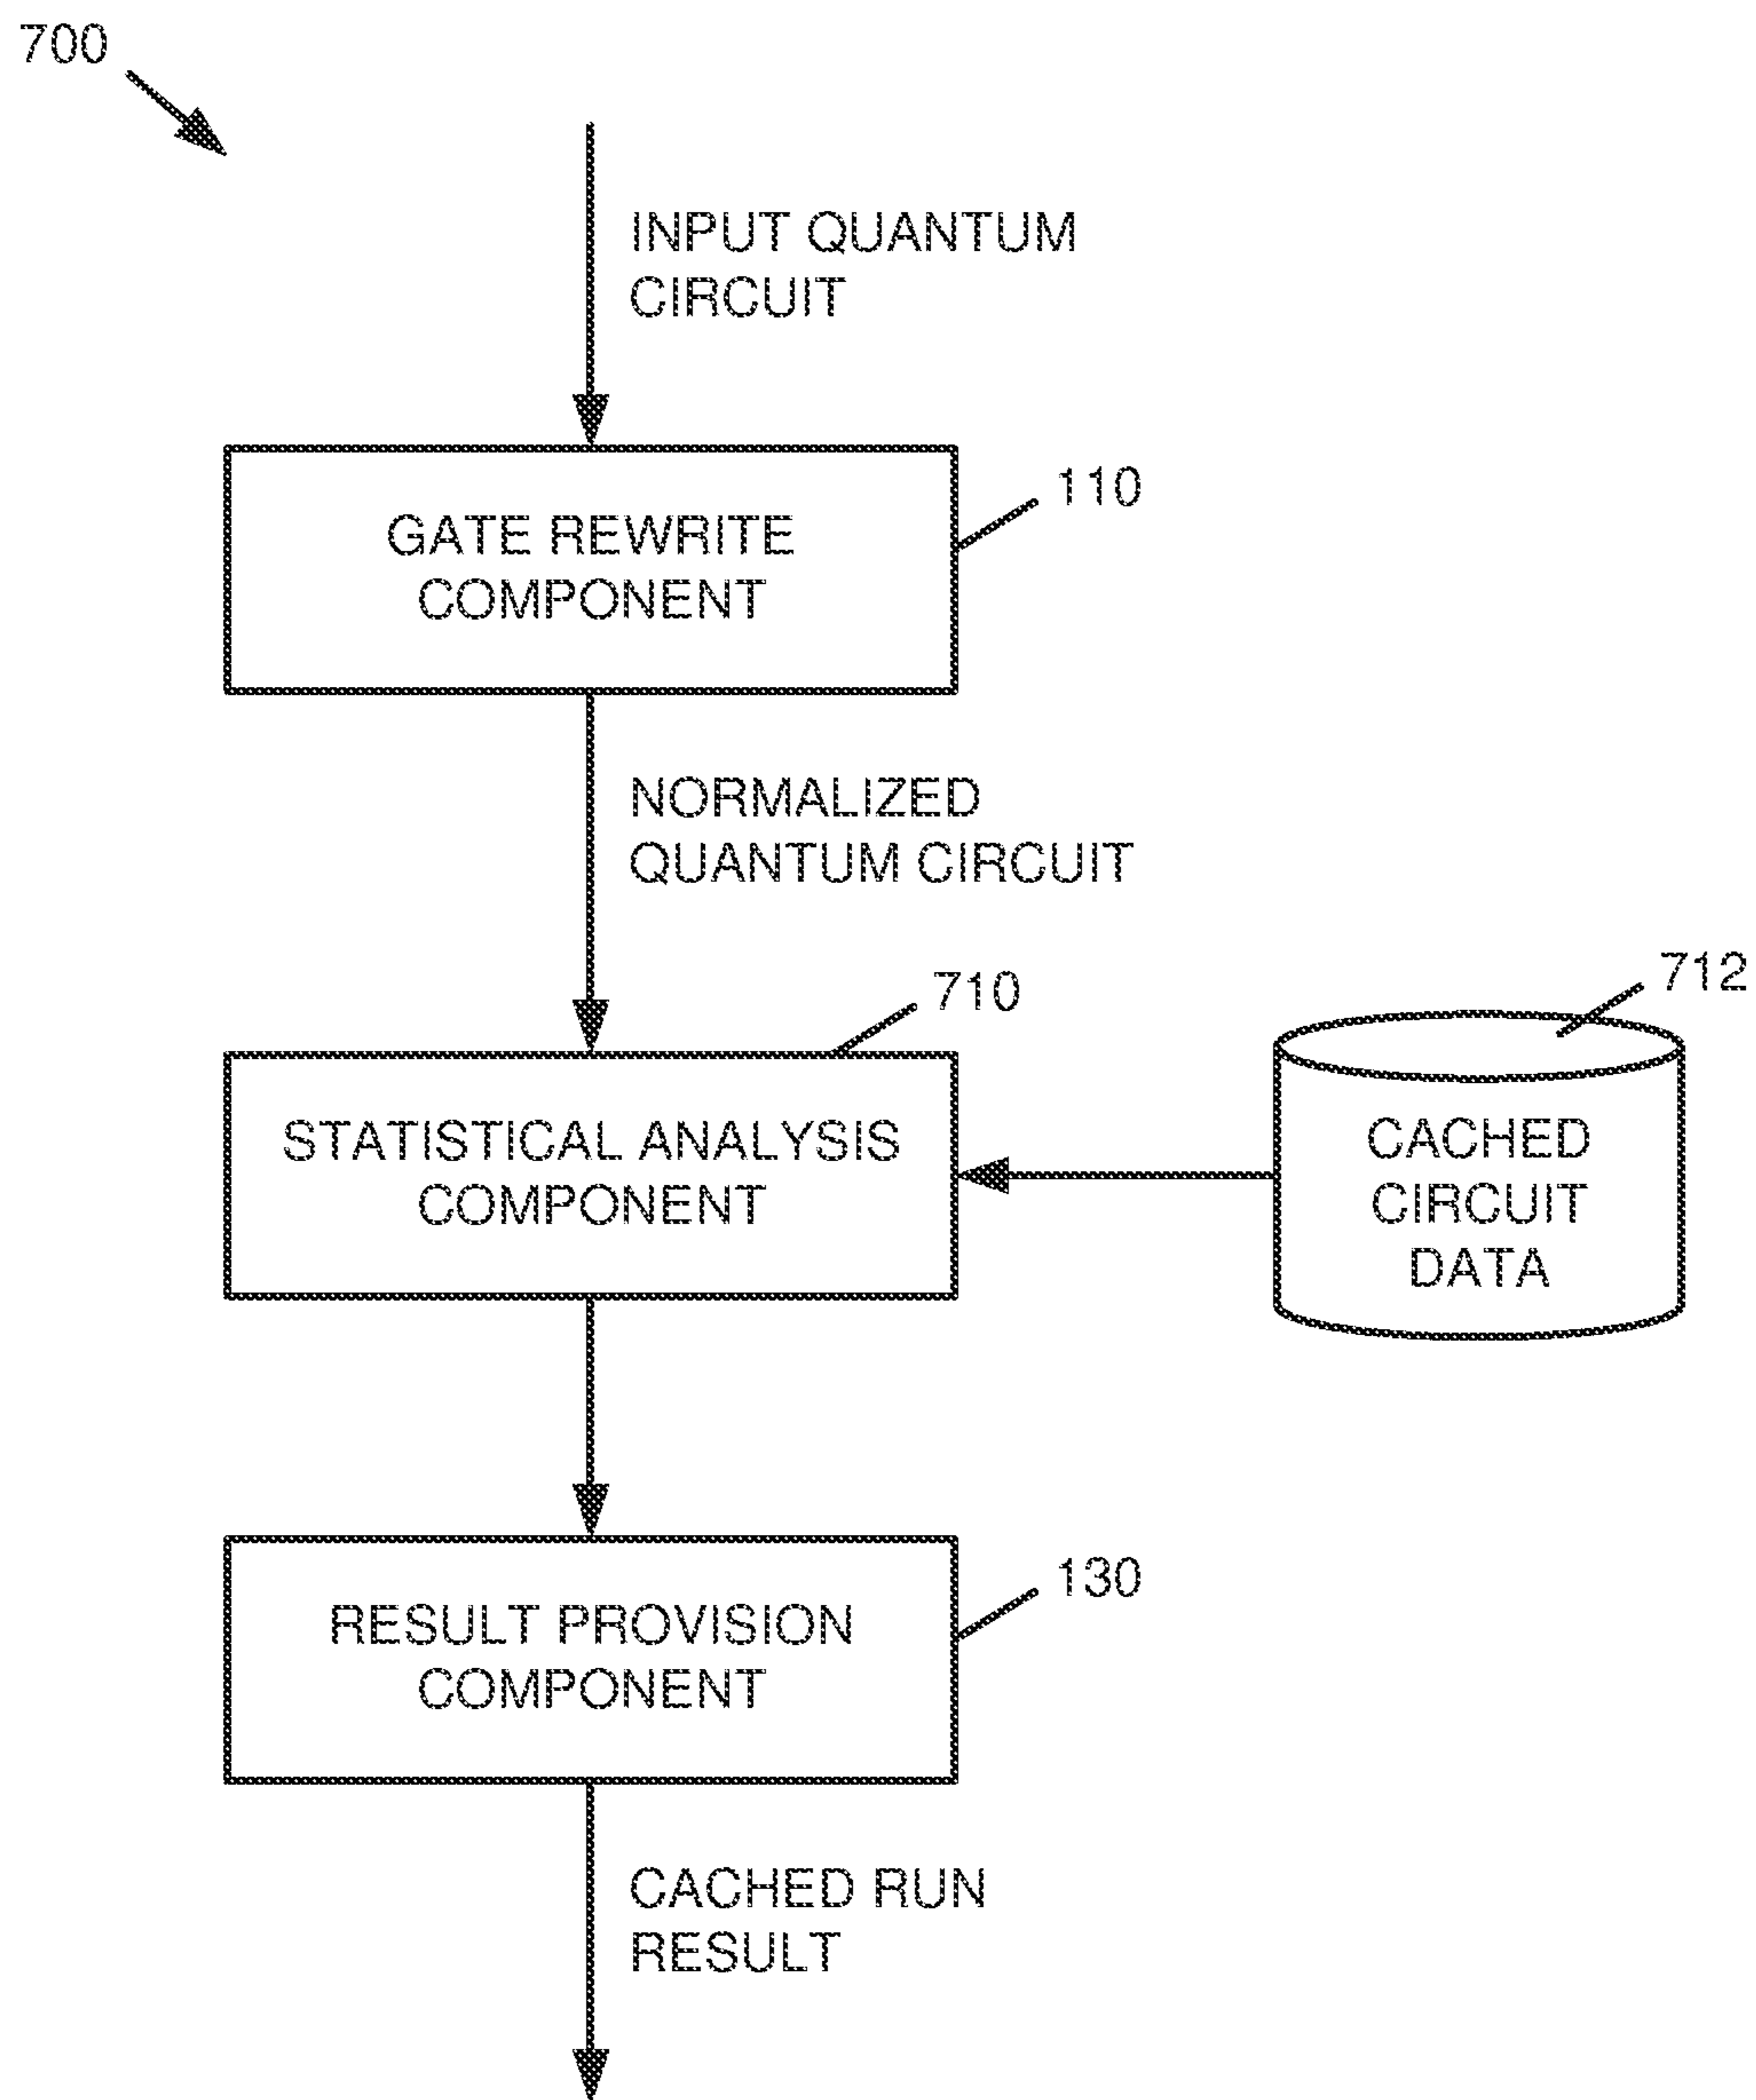 700
INPUT QUANTUM
CIRCUIT
110
GATE REWRITE
COMPONENT
NORMALIZED
QUANTUM CIRCUIT
710
712
STATISTICAL ANALYSIS
COMPONENT
CACHED
CIRCUIT
DATA
130
RESULT PROVISION
COMPONENT
CACHED RUN
RESULT